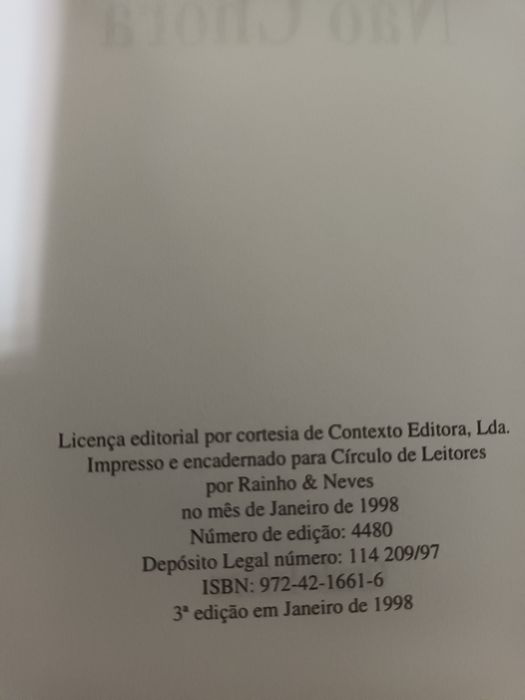 Não Chora
Licença editorial por cortesia de Contexto Editora, Lda.
Impresso e encadernado para Círculo de Leitores
por Rainho & Neves
no mês de Janeiro de 1998
Número de edição: 4480
Depósito Legal número: 114 209/97
ISBN: 972-42-1661-6
3ª edição em Janeiro de 1998